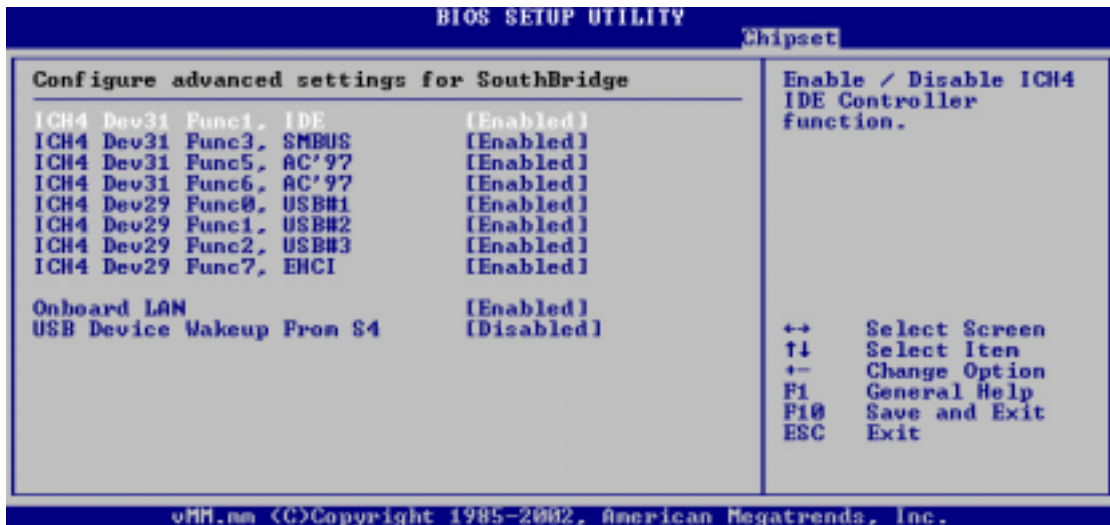 BIOS SETUP UTILITY
Chipset
Configure advanced settings for SouthBridge
ICH4 Dev31 Func1, IDE [Enabled]
ICH4 Dev31 Func3, SMBUS [Enabled]
ICH4 Dev31 Func5, AC'97 [Enabled]
ICH4 Dev31 Func6, AC'97 [Enabled]
ICH4 Dev29 Func0, USB#1 [Enabled]
ICH4 Dev29 Func1, USB#2 [Enabled]
ICH4 Dev29 Func2, USB#3 [Enabled]
ICH4 Dev29 Func7, EHCI [Enabled]
Onboard LAN [Enabled]
USB Device Wakeup From S4 [Disabled]
Enable / Disable ICH4
IDE Controller
function.
↔ Select Screen
↑↓ Select Item
+- Change Option
F1 General Help
F10 Save and Exit
ESC Exit
vMM.mm (C)Copyright 1985-2002, American Megatrends, Inc.